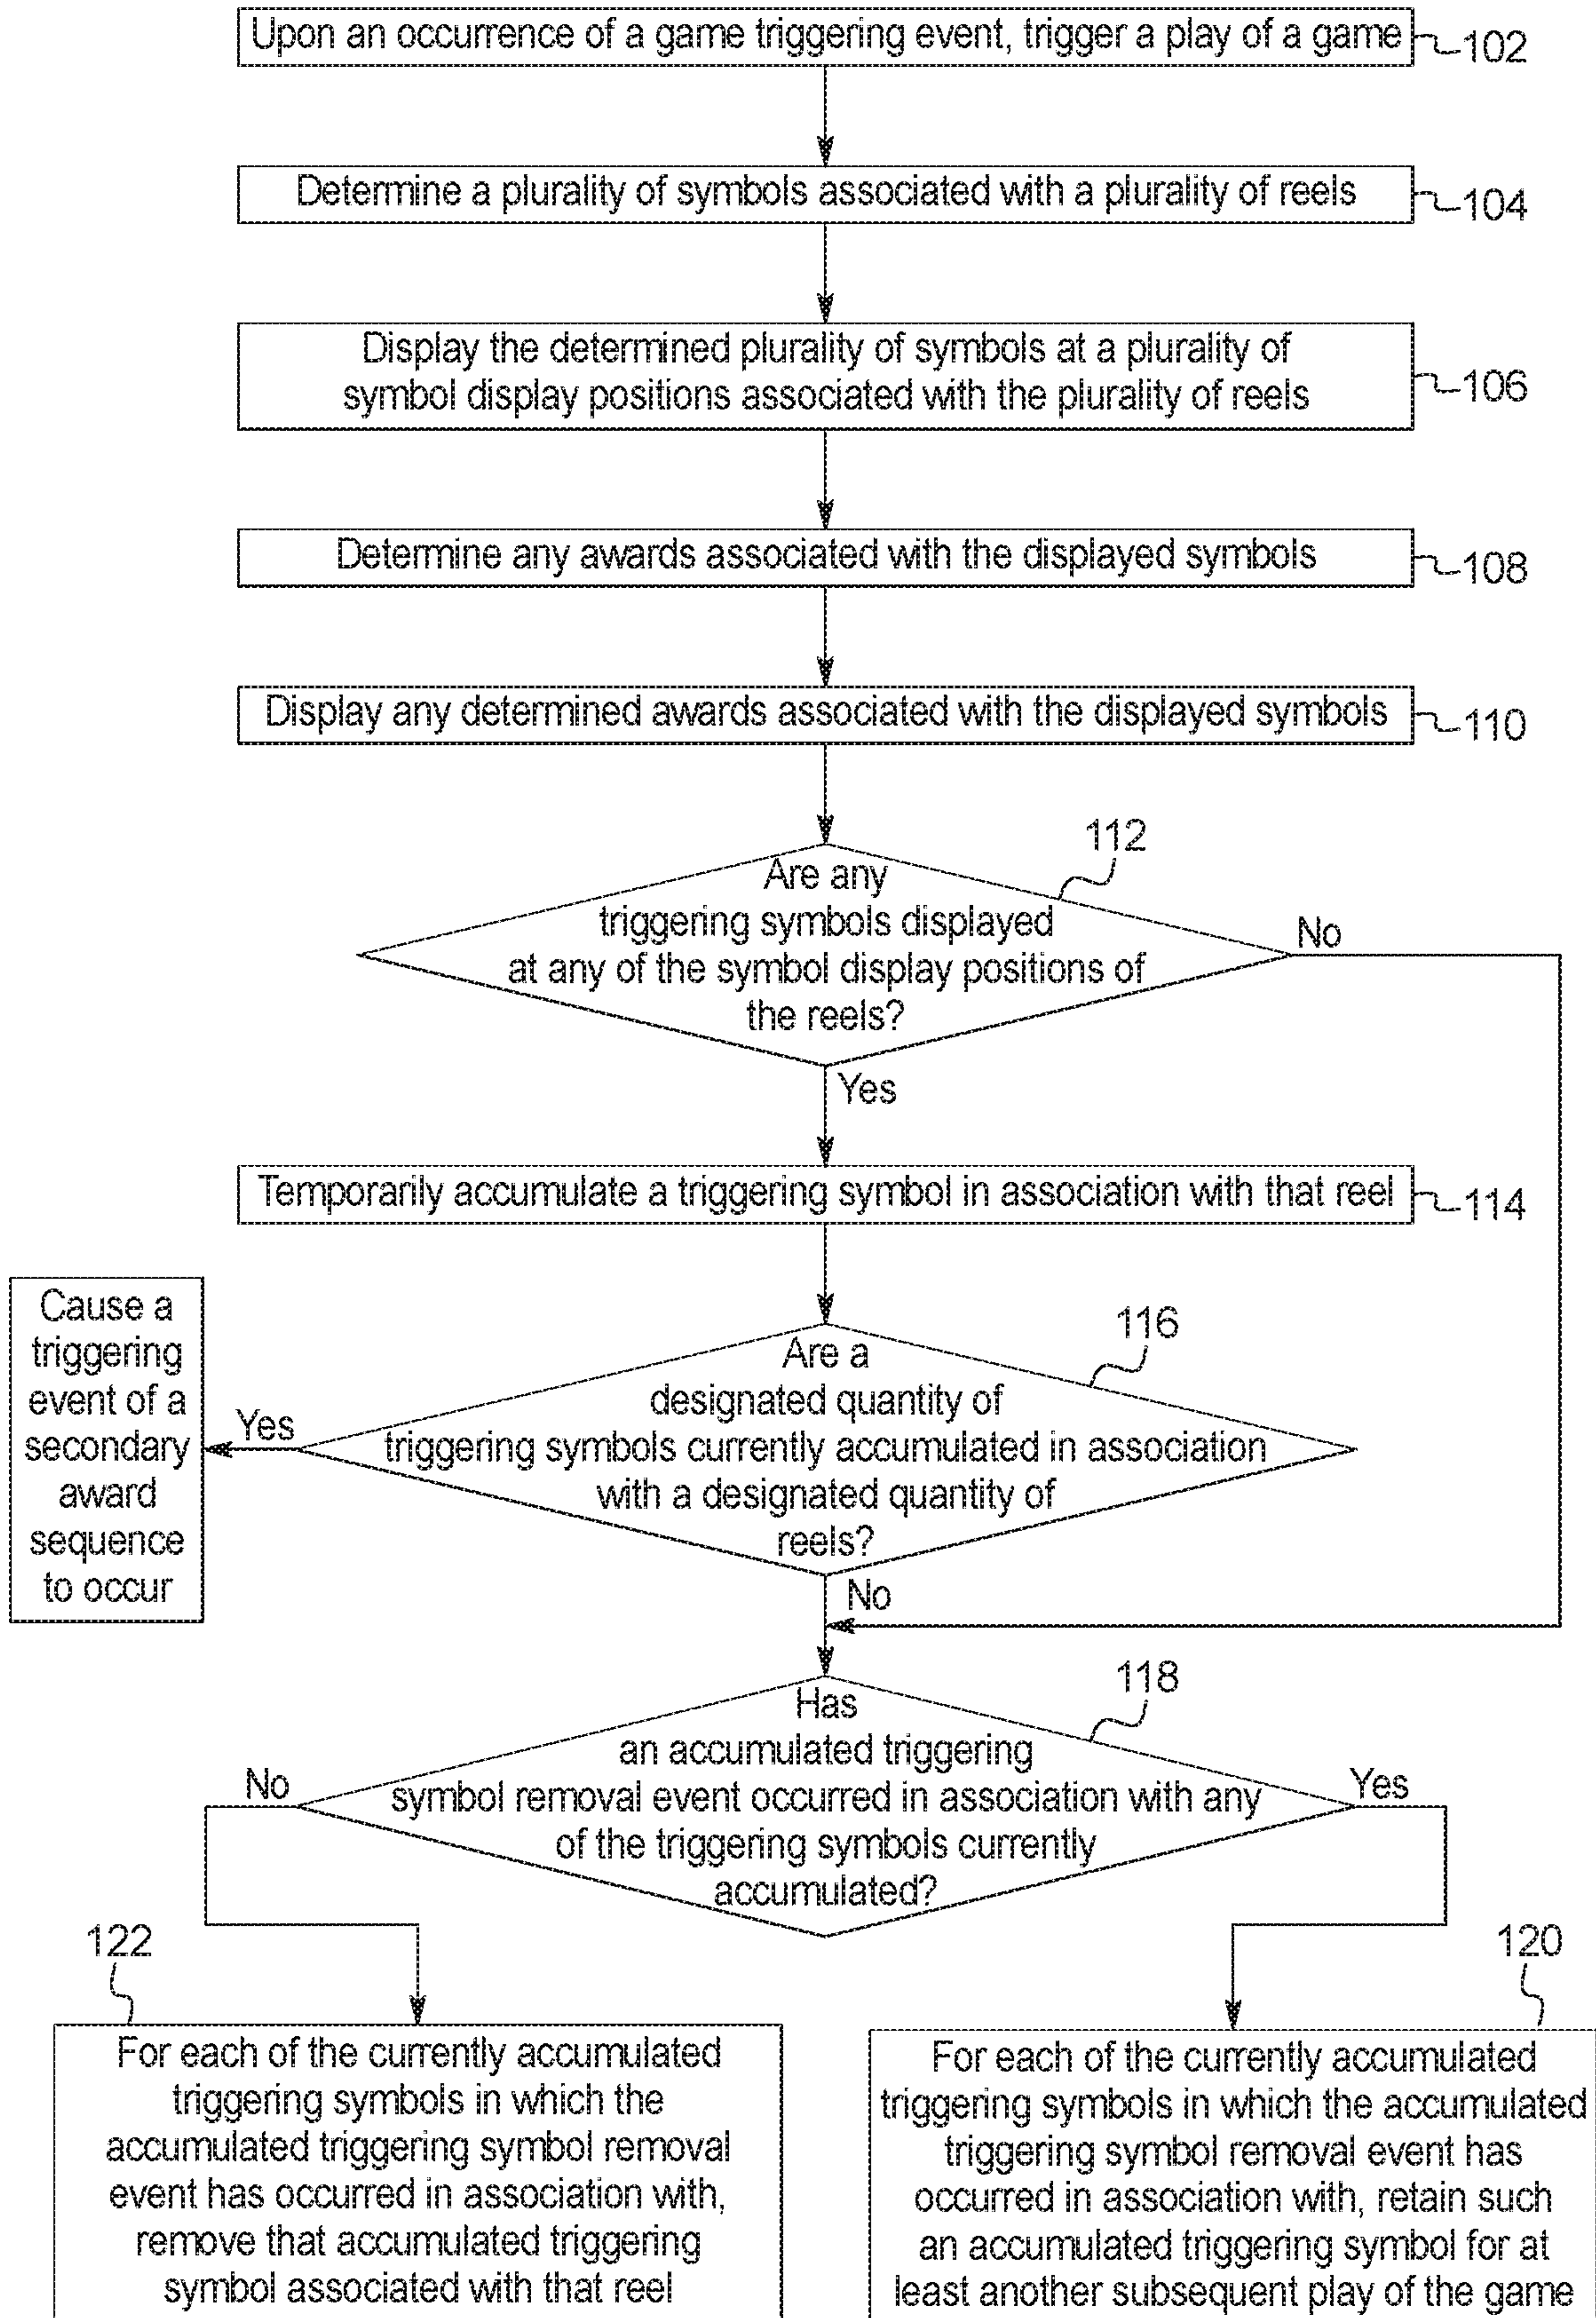 Upon an occurrence of a game triggering event, trigger a play of a game
102
Determine a plurality of symbols associated with a plurality of reels
104
Display the determined plurality of symbols at a plurality of
symbol display positions associated with the plurality of reels
106
Determine any awards associated with the displayed symbols
108
Display any determined awards associated with the displayed symbols
110
112
Are any
triggering symbols displayed
at any of the symbol display positions of
the reels?
No
Yes
Temporarily accumulate a triggering symbol in association with that reel
114
116
Are a
designated quantity of
triggering symbols currently accumulated in association
with a designated quantity of
reels?
Yes
Cause a
triggering
event of a
secondary
award
sequence
to occur
No
118
Has
an accumulated triggering
symbol removal event occurred in association with any
of the triggering symbols currently
accumulated?
No
Yes
122
For each of the currently accumulated
triggering symbols in which the
accumulated triggering symbol removal
event has occurred in association with,
remove that accumulated triggering
symbol associated with that reel
120
For each of the currently accumulated
triggering symbols in which the accumulated
triggering symbol removal event has
occurred in association with, retain such
an accumulated triggering symbol for at
least another subsequent play of the game